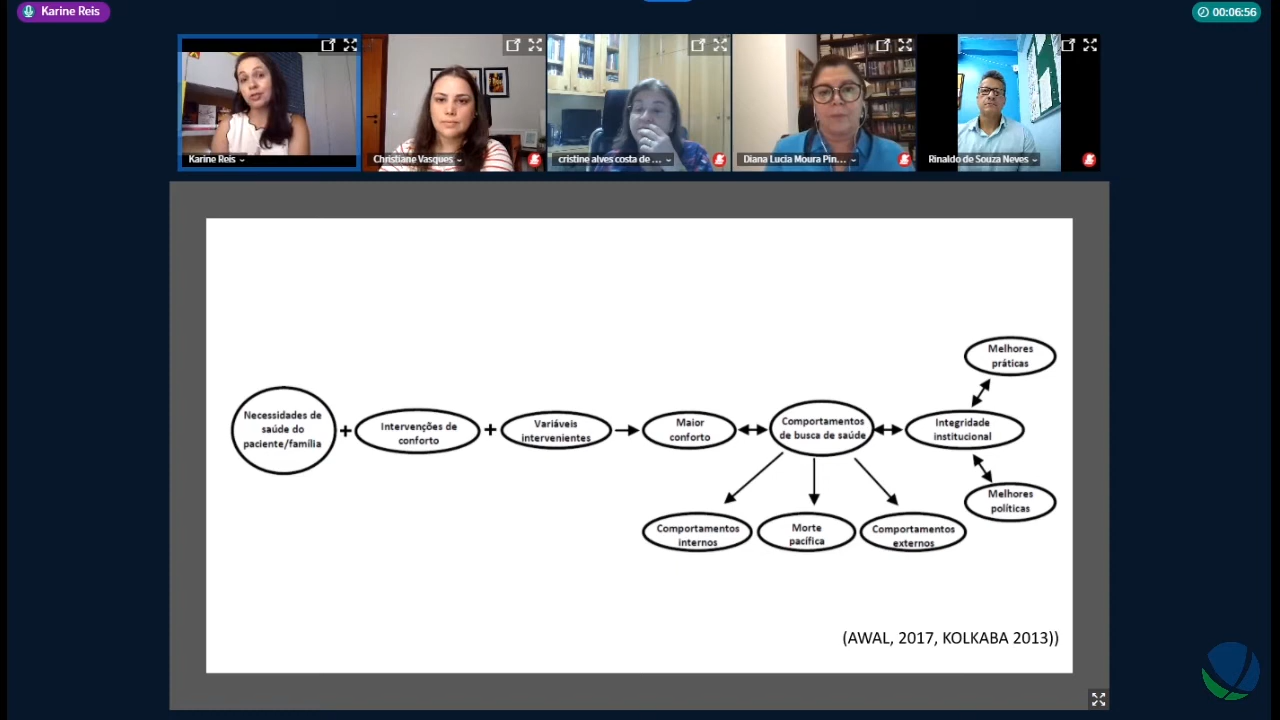 Karine Reis
00:06:56
Karine Reis
Christiane Vasques
cristine alves costa de ...
Diana Lucia Moura Pin...
Rinaldo de Souza Neves
Necessidades de
saúde do
paciente/família
+
Intervenções de
conforto
+
Variáveis
intervenientes
Maior
conforto
Comportamentos
de busca de saúde
Integridade
institucional
Melhores
práticas
Melhores
políticas
Comportamentos
internos
Morte
pacífica
Comportamentos
externos
(AWAL, 2017, KOLKABA 2013))